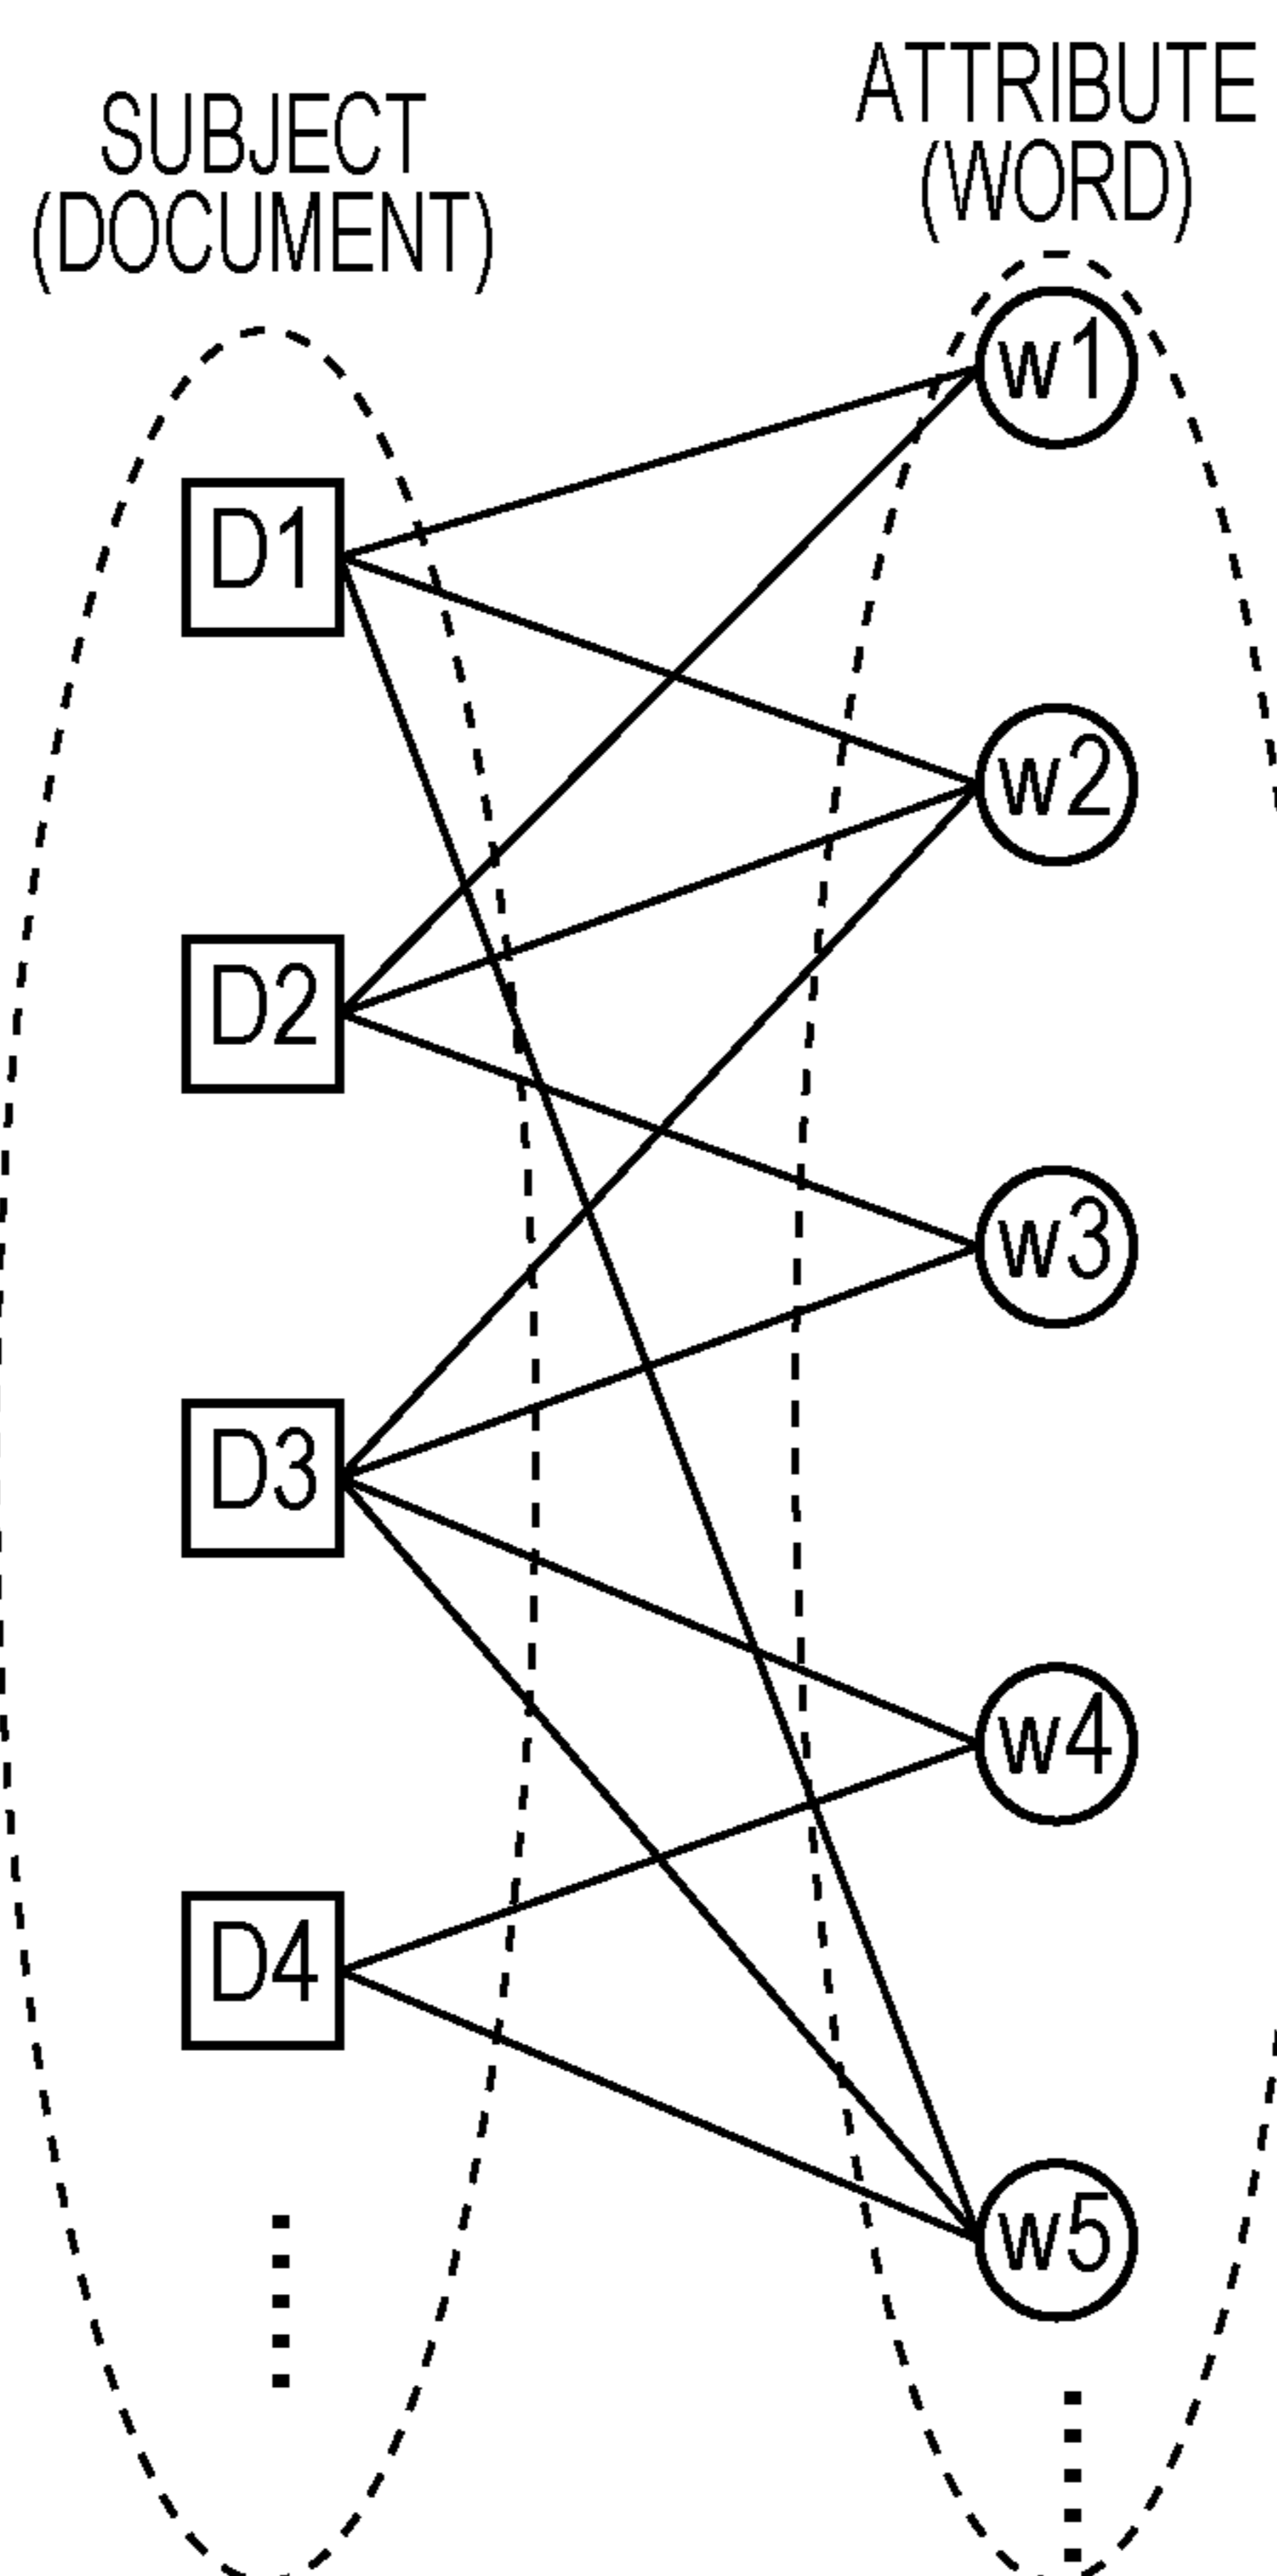 SUBJECT
(DOCUMENT)
ATTRIBUTE
(WORD)
D1
D2
D3
D4
w1
w2
w3
w4
w5